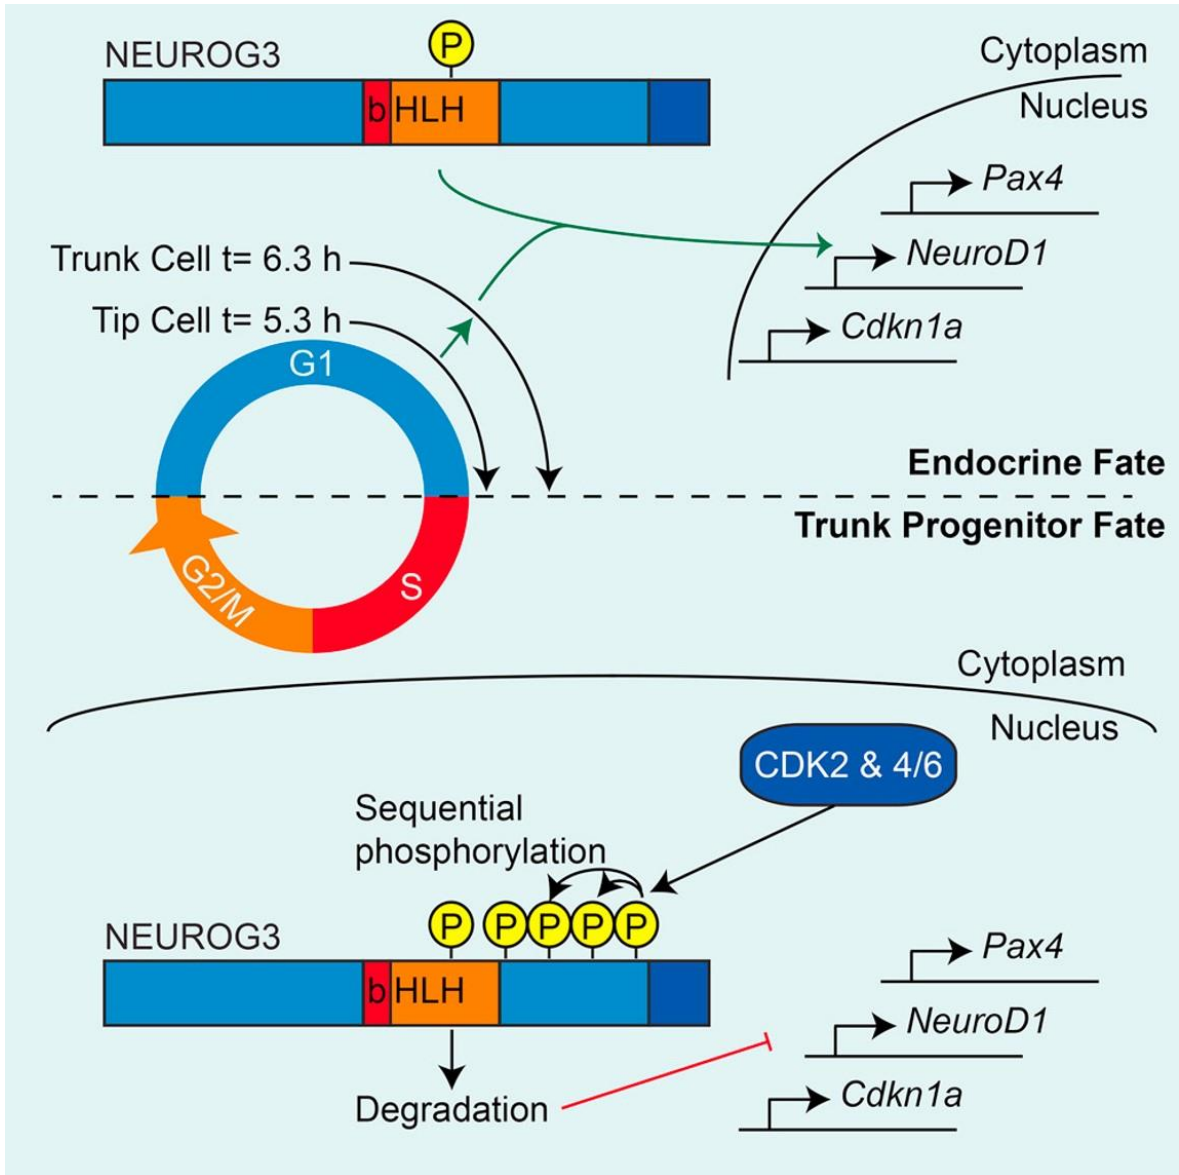 NEUROG3
P
b HLH
Cytoplasm
Nucleus
Pax4
NeuroD1
Cdkn1a
Trunk Cell t= 6.3 h
Tip Cell t= 5.3 h
G1
Endocrine Fate
Trunk Progenitor Fate
S
G2/M
Cytoplasm
Nucleus
CDK2 & 4/6
Sequential
phosphorylation
P P P P P
NEUROG3
b HLH
Degradation
Pax4
NeuroD1
Cdkn1a